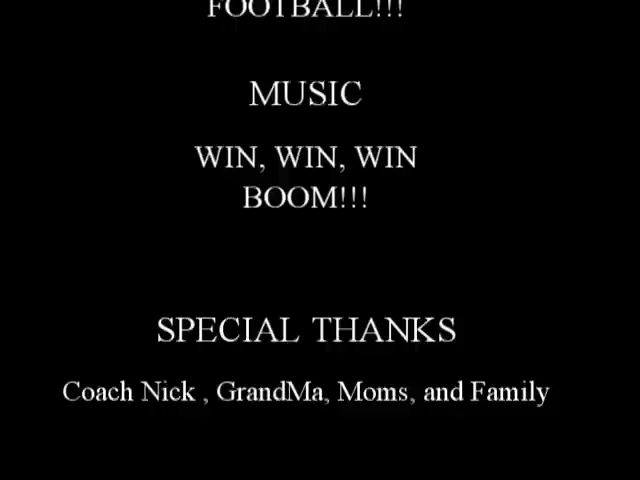 FOOTBALL!!!
MUSIC
WIN, WIN, WIN
BOOM!!!
SPECIAL THANKS
Coach Nick , GrandMa, Moms, and Family